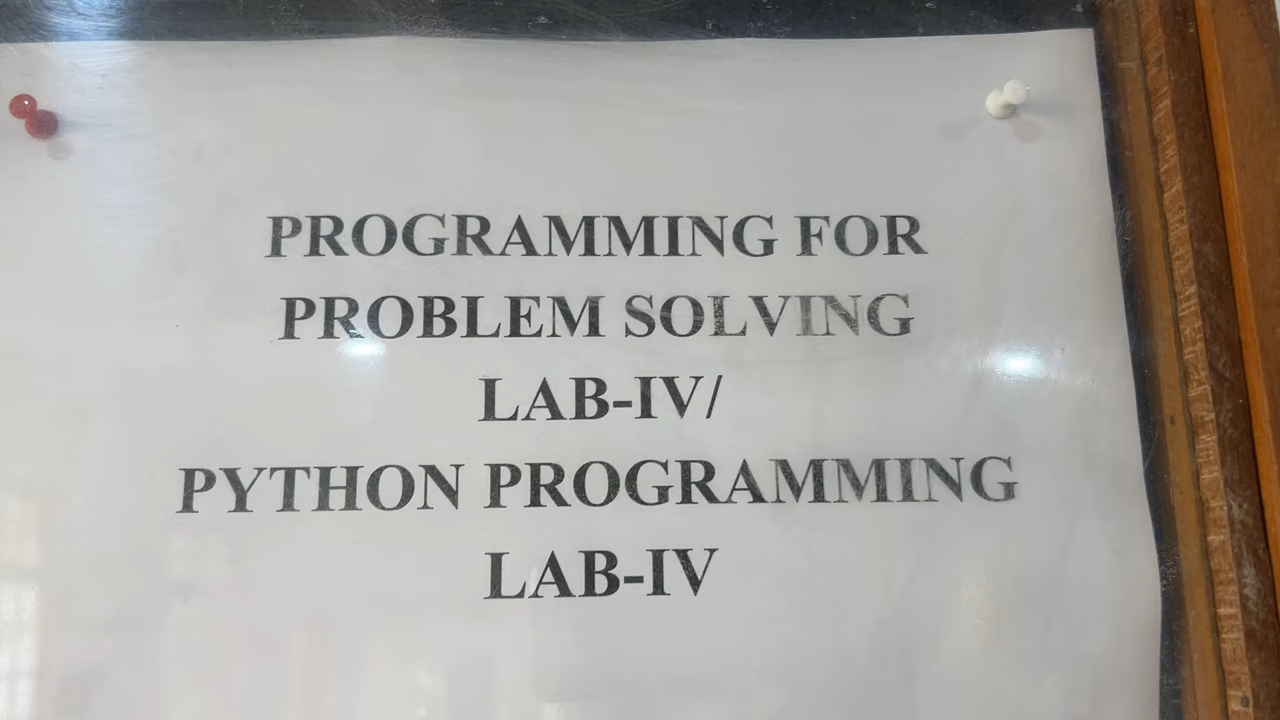 PROGRAMMING FOR
PROBLEM SOLVING
LAB-IV/
PYTHON PROGRAMMING
LAB-IV